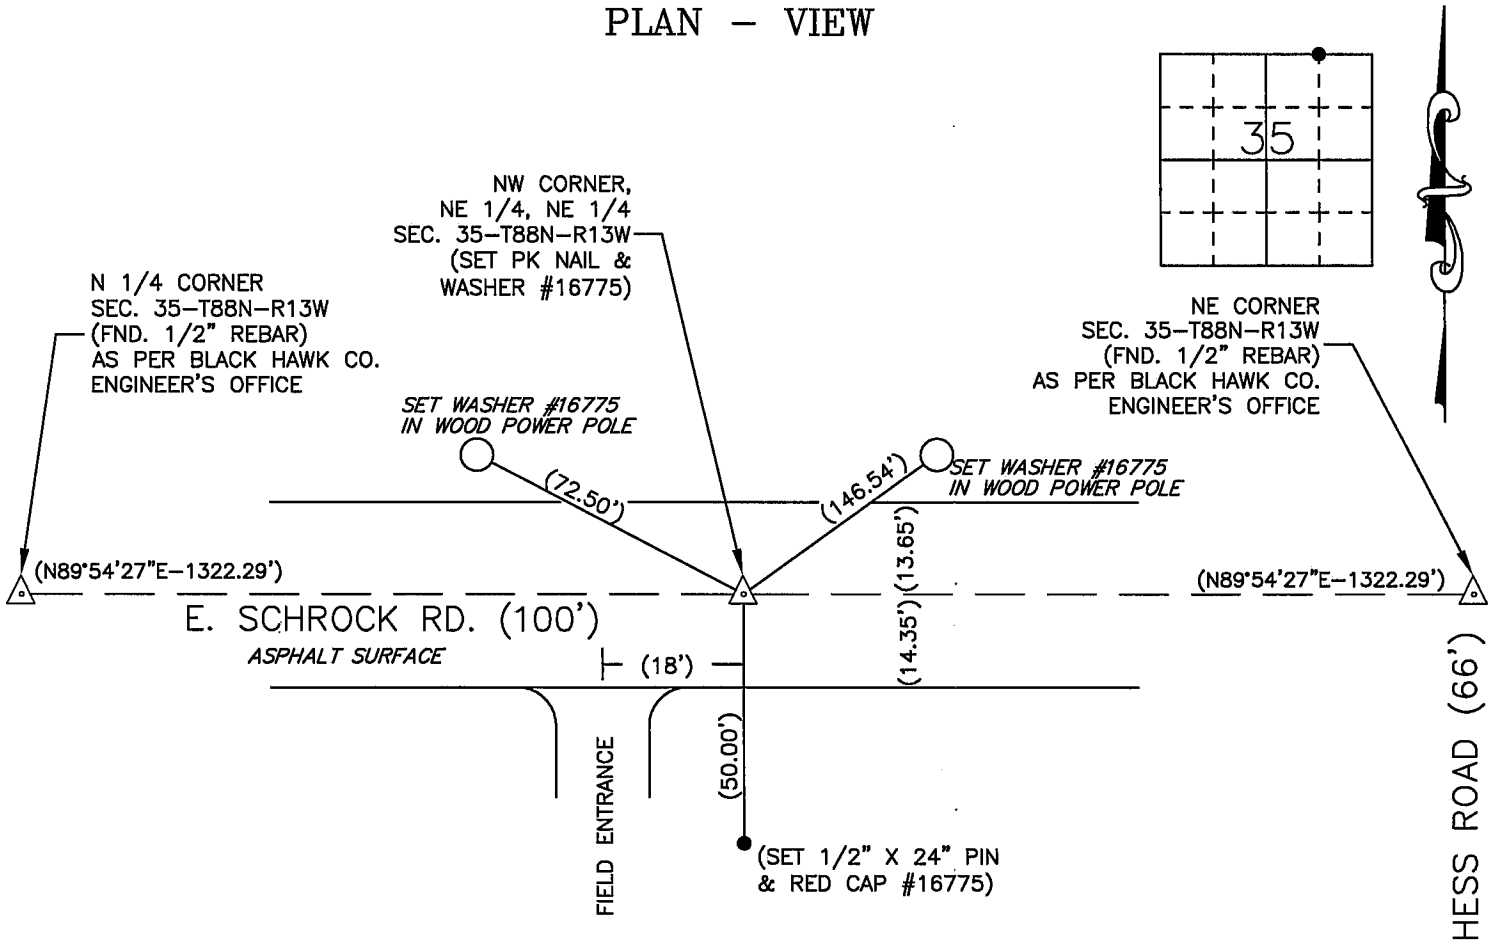 PLAN - VIEW
35
NW CORNER,
NE 1/4, NE 1/4
SEC. 35-T88N-R13W
(SET PK NAIL &
WASHER #16775)
N 1/4 CORNER
SEC. 35-T88N-R13W
(FND. 1/2" REBAR)
AS PER BLACK HAWK CO.
ENGINEER'S OFFICE
NE CORNER
SEC. 35-T88N-R13W
(FND. 1/2" REBAR)
AS PER BLACK HAWK CO.
ENGINEER'S OFFICE
SET WASHER #16775
IN WOOD POWER POLE
SET WASHER #16775
IN WOOD POWER POLE
(72.50')
(146.54')
(13.65')
(14.35')
(N89°54'27"E-1322.29')
(N89°54'27"E-1322.29')
E. SCHROCK RD. (100')
ASPHALT SURFACE
(18')
(50.00')
FIELD ENTRANCE
(SET 1/2" X 24" PIN
& RED CAP #16775)
HESS ROAD (66')